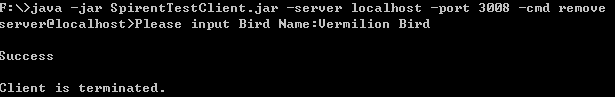 F:\>java -jar SpirentTestClient.jar -server localhost -port 3008 -cmd remove
server@localhost>Please input Bird Name:Vermilion Bird
Success
Client is terminated.